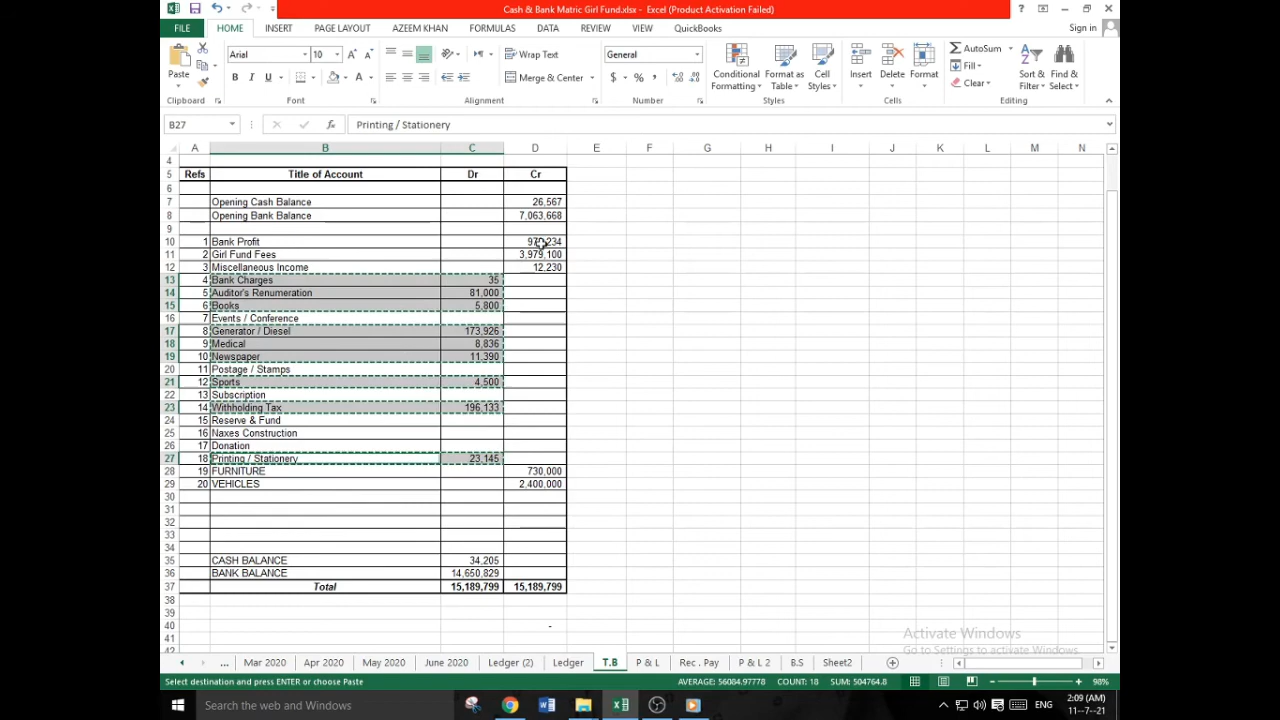 Cash & Bank Matric Girl Fund.xlsx - Excel (Product Activation Failed)
Sign in
FILE HOME INSERT PAGE LAYOUT AZEEM KHAN FORMULAS DATA REVIEW VIEW QuickBooks
Paste
Arial 10
Wrap Text
Merge & Center
General
Conditional Formatting
Format as Table
Cell Styles
Insert Delete Format
AutoSum
Fill
Clear
Sort & Filter
Find & Select
Clipboard Font Alignment Number Styles Cells Editing
B27 fx Printing / Stationery
A B C D E F G H I J K L M N
4
5 Refs Title of Account Dr Cr
6
7 Opening Cash Balance 26,567
8 Opening Bank Balance 7,063,668
9
10 1 Bank Profit
11 2 Girl Fund Fees 3,979,100
12 3 Miscellaneous Income 12,230
13 4 Bank Charges 35
14 5 Auditor's Renumeration 81,000
15 6 Books 5,800
16 7 Events / Conference
17 8 Generator / Diesel 173,926
18 9 Medical 8,836
19 10 Newspaper 11,390
20 11 Postage / Stamps
21 12 Sports 4,500
22 13 Subscription
23 14 Withholding Tax 196,133
24 15 Reserve & Fund
25 16 Naxes Construction
26 17 Donation
27 18 Printing / Stationery 23,145
28 19 FURNITURE 730,000
29 20 VEHICLES 2,400,000
30
31
32
33
34
35 CASH BALANCE 34,205
36 BANK BALANCE 14,650,829
37 Total 15,189,799 15,189,799
38
39
40 -
41
Activate Windows
Go to Settings to activate Windows.
... Mar 2020 Apr 2020 May 2020 June 2020 Ledger (2) Ledger T.B P & L Rec . Pay P & L 2 B.S Sheet2
Select destination and press ENTER or choose Paste AVERAGE: 56084.97778 COUNT: 18 SUM: 504764.8 98%
Search the web and Windows
ENG
2:09 (AM)
11--7--21